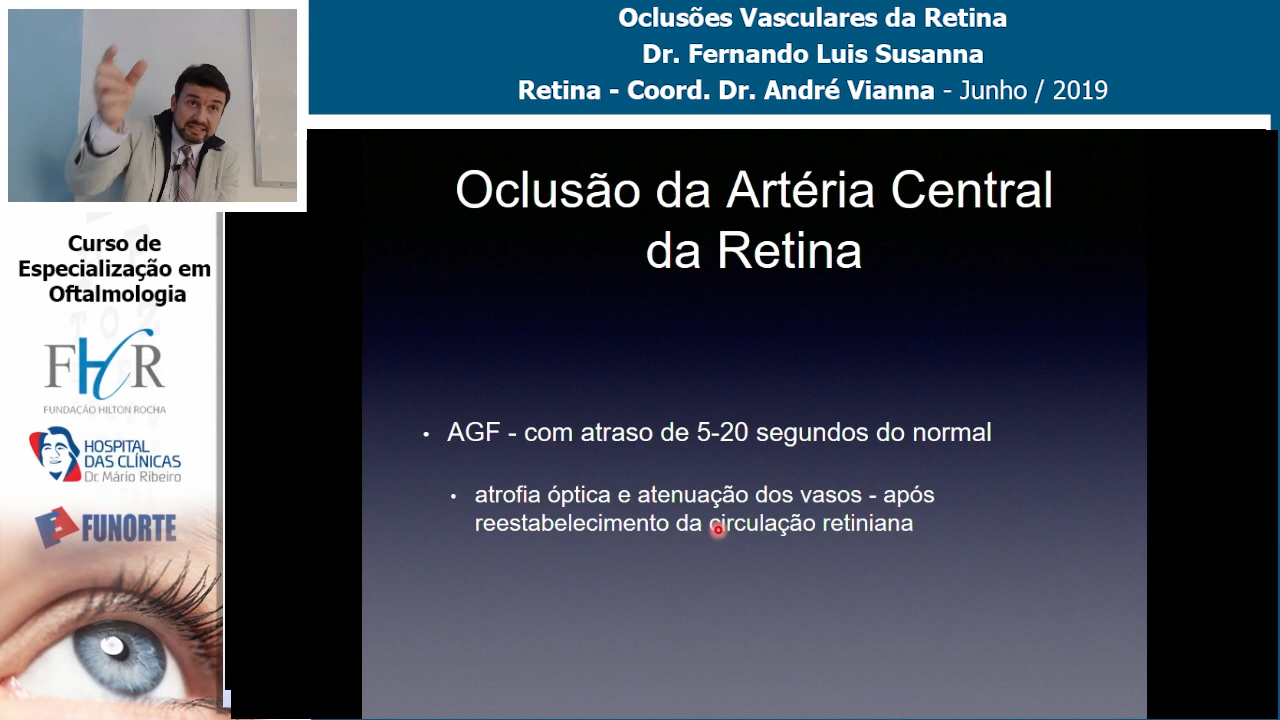 Oclusões Vasculares da Retina
Dr. Fernando Luis Susanna
Retina - Coord. Dr. André Vianna - Junho / 2019
Curso de
Especialização em
Oftalmologia
FHR
FUNDAÇÃO HILTON ROCHA
HOSPITAL
DAS CLÍNICAS
Dr. Mário Ribeiro
FUNORTE
Oclusão da Artéria Central
da Retina
• AGF - com atraso de 5-20 segundos do normal
• atrofia óptica e atenuação dos vasos - após
reestabelecimento da circulação retiniana